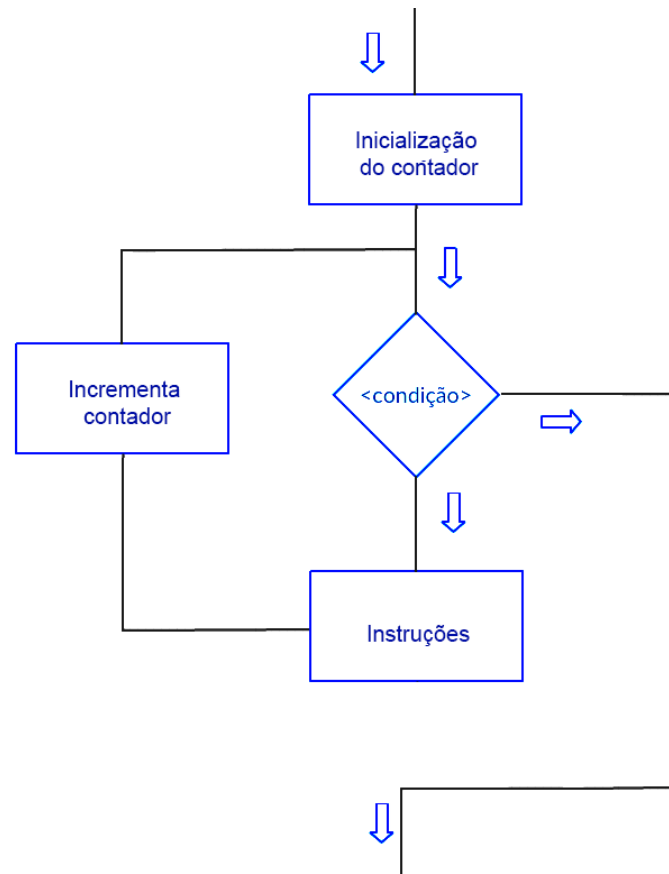 Inicialização
do contador
<condição>
Incrementa
contador
Instruções